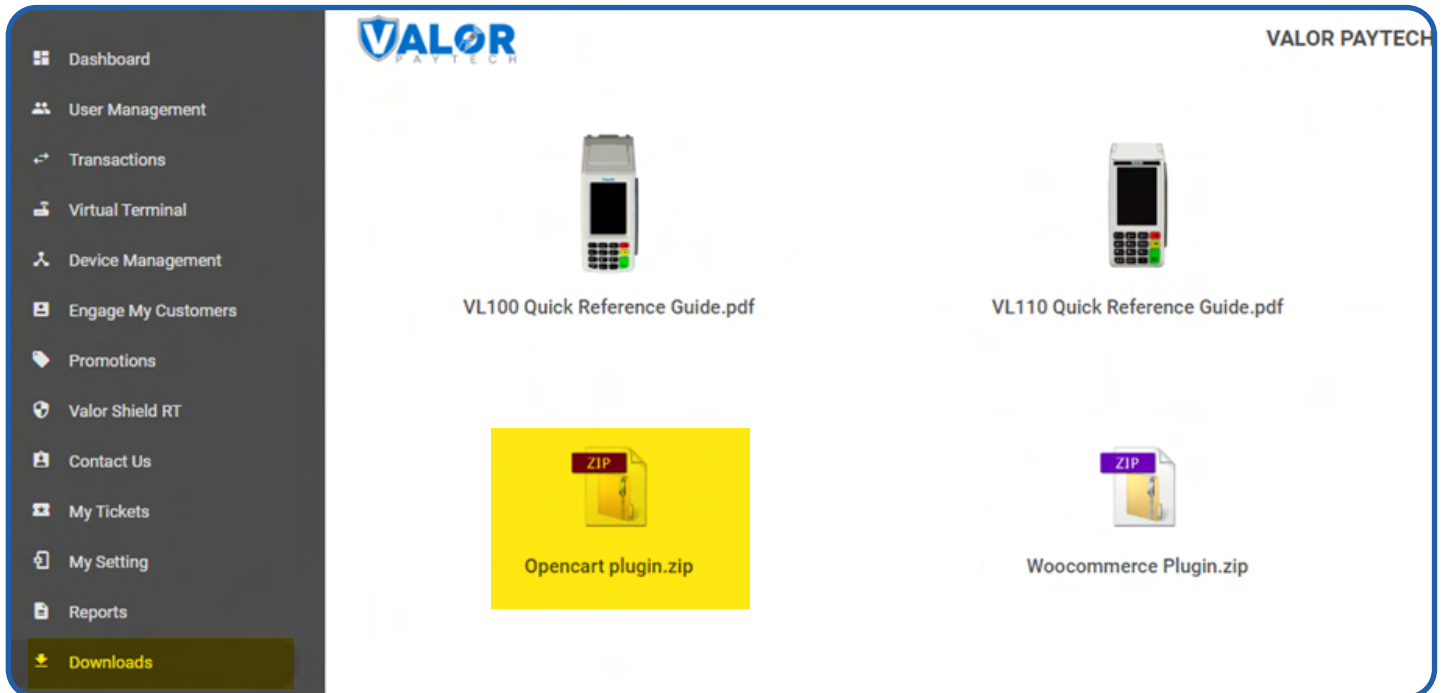 VALOR
PAYTECH
VALOR PAYTECH
Dashboard
User Management
Transactions
Virtual Terminal
Device Management
Engage My Customers
Promotions
Valor Shield RT
Contact Us
My Tickets
My Setting
Reports
Downloads
VL100 Quick Reference Guide.pdf
VL110 Quick Reference Guide.pdf
ZIP
Opencart plugin.zip
ZIP
Woocommerce Plugin.zip